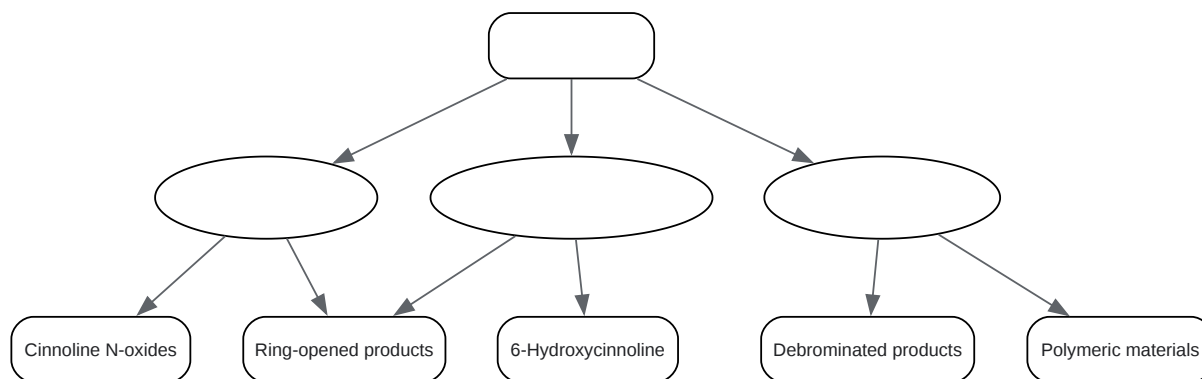 Cinnoline N-oxides
Ring-opened products
6-Hydroxycinnoline
Debrominated products
Polymeric materials